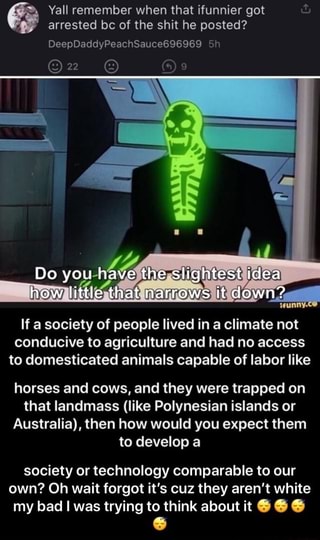 Yall remember when that ifunnier got
arrested bc of the shit he posted?
DeepDaddyPeachSauce696969 5h
22
9
Do you have the slightest idea
how little that narrows it down?
ifunny.co
If a society of people lived in a climate not
conducive to agriculture and had no access
to domesticated animals capable of labor like
horses and cows, and they were trapped on
that landmass (like Polynesian islands or
Australia), then how would you expect them
to develop a
society or technology comparable to our
own? Oh wait forgot it’s cuz they aren’t white
my bad I was trying to think about it 😴😴😴
😴